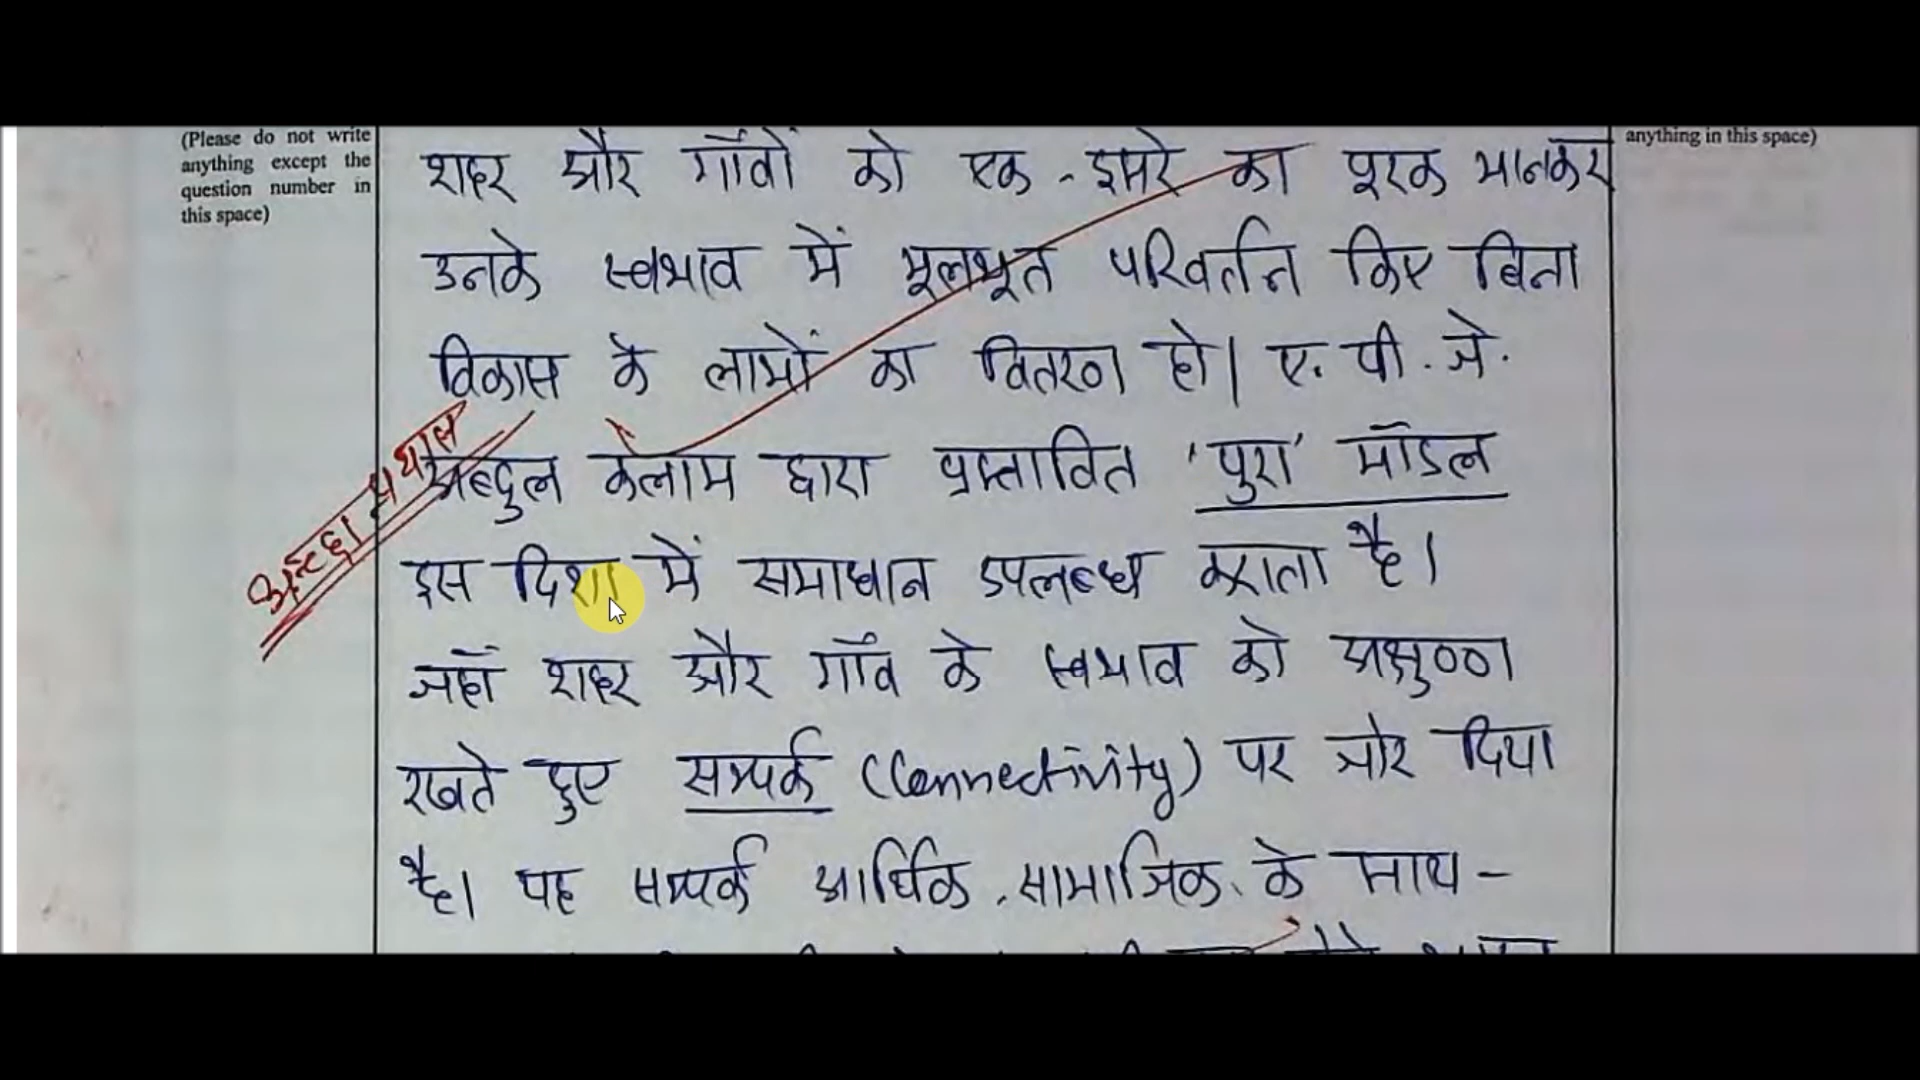 (Please do not write
anything except the
question number in
this space)
anything in this space)
शहर और गाँवों को एक-दूसरे का पूरक मानकर
उनके स्वभाव में मूलभूत परिवर्तन किए बिना
विकास के लाभों का वितरण हो। ए. पी. जे.
अब्दुल कलाम द्वारा प्रस्तावित 'पुरा' मॉडल
इस दिशा में समाधान उपलब्ध कराता है।
जहाँ शहर और गाँव के स्वभाव को अक्षुण्ण
रखते हुए सम्पर्क (Connectivity) पर जोर दिया
है। यह सम्पर्क आर्थिक, सामाजिक, के साथ-
अच्छा प्रयास